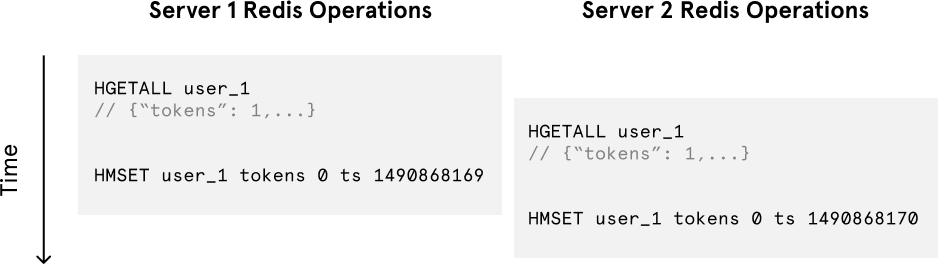 Server 1 Redis Operations
Server 2 Redis Operations
Time
HGETALL user_1
// {“tokens”: 1,...}
HMSET user_1 tokens 0 ts 1490868169
HGETALL user_1
// {“tokens”: 1,...}
HMSET user_1 tokens 0 ts 1490868170